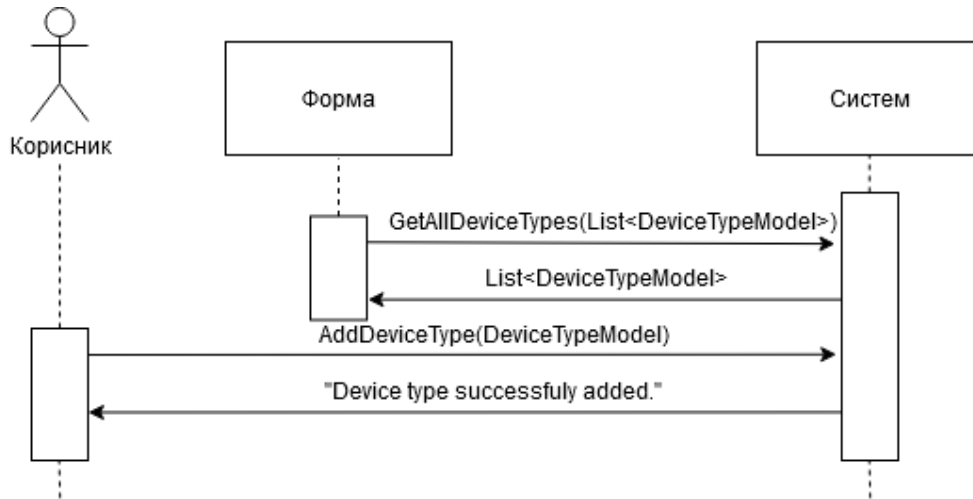 Форма
Систем
Корисник
GetAllDeviceTypes(List<DeviceTypeModel>)
List<DeviceTypeModel>
AddDeviceType(DeviceTypeModel)
"Device type successfuly added."